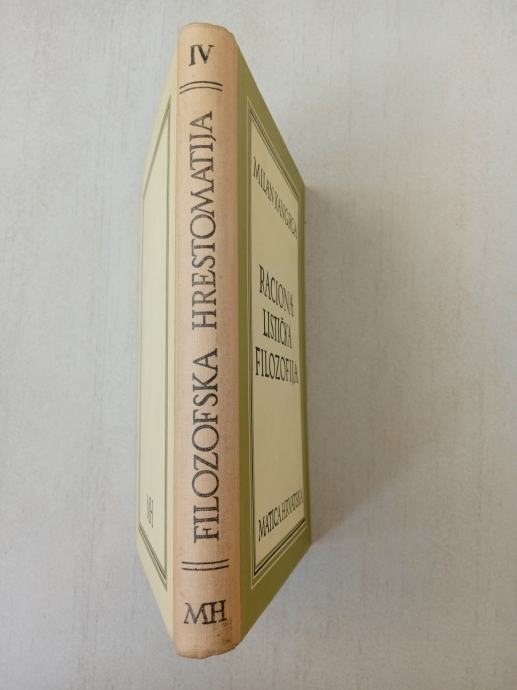 IV
FILOZOFSKA HRESTOMATIJA
MH
MILAN KANGRGA
RACIONA
LISTIČKA
FILOZOFIJA
MATICA HRVATSKA
MH